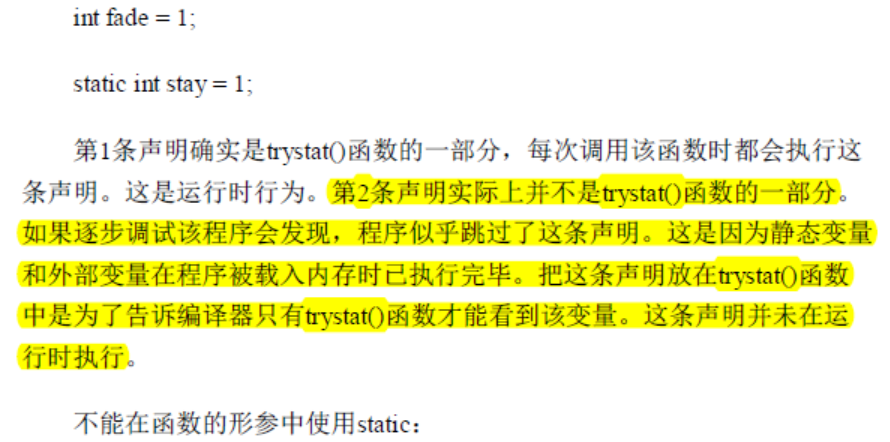 int fade = 1;
static int stay = 1;
第1条声明确实是trystat()函数的一部分，每次调用该函数时都会执行这
条声明。这是运行时行为。第2条声明实际上并不是trystat()函数的一部分。
如果逐步调试该程序会发现，程序似乎跳过了这条声明。这是因为静态变量
和外部变量在程序被载入内存时已执行完毕。把这条声明放在trystat()函数
中是为了告诉编译器只有trystat()函数才能看到该变量。这条声明并未在运
行时执行。
不能在函数的形参中使用static：